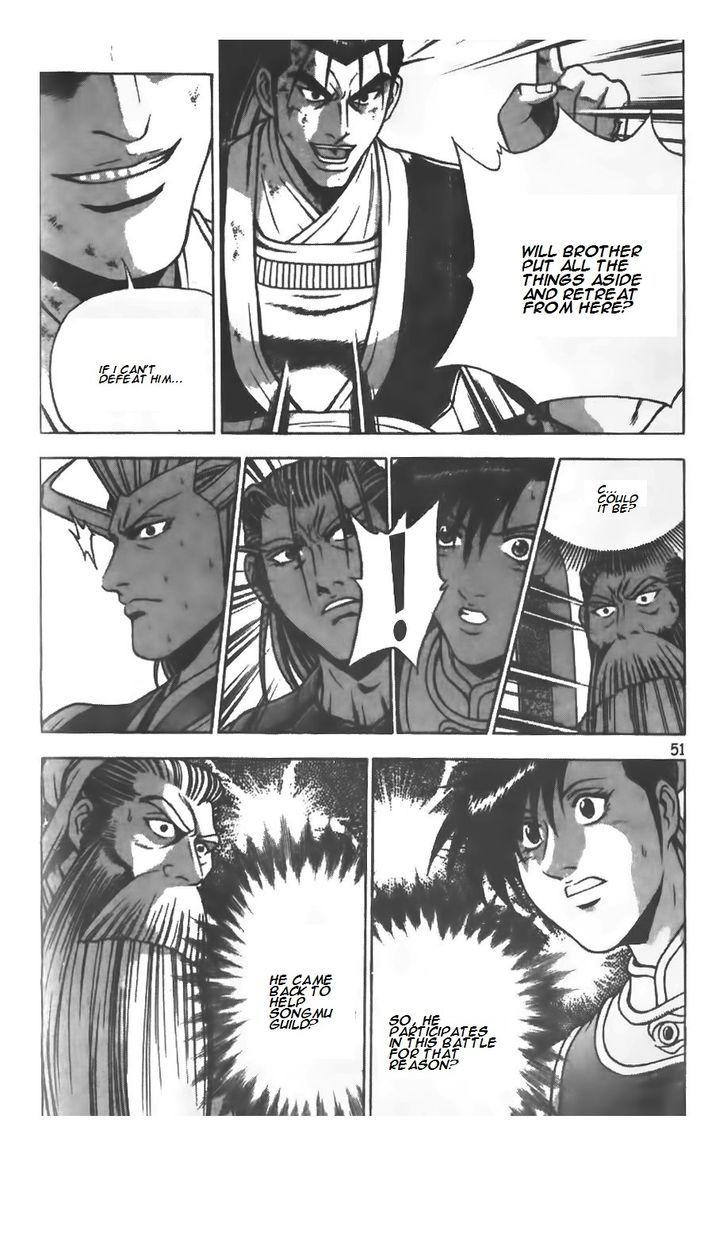 IF I CAN'T
DEFEAT HIM...
WILL BROTHER
PUT ALL THE
THINGS ASIDE
AND RETREAT
FROM HERE?
!
C...
COULD
IT BE?
51
HE CAME
BACK TO
HELP
SONGMU
GUILD?
SO, HE
PARTICIPATES
IN THIS BATTLE
FOR THAT
REASON?